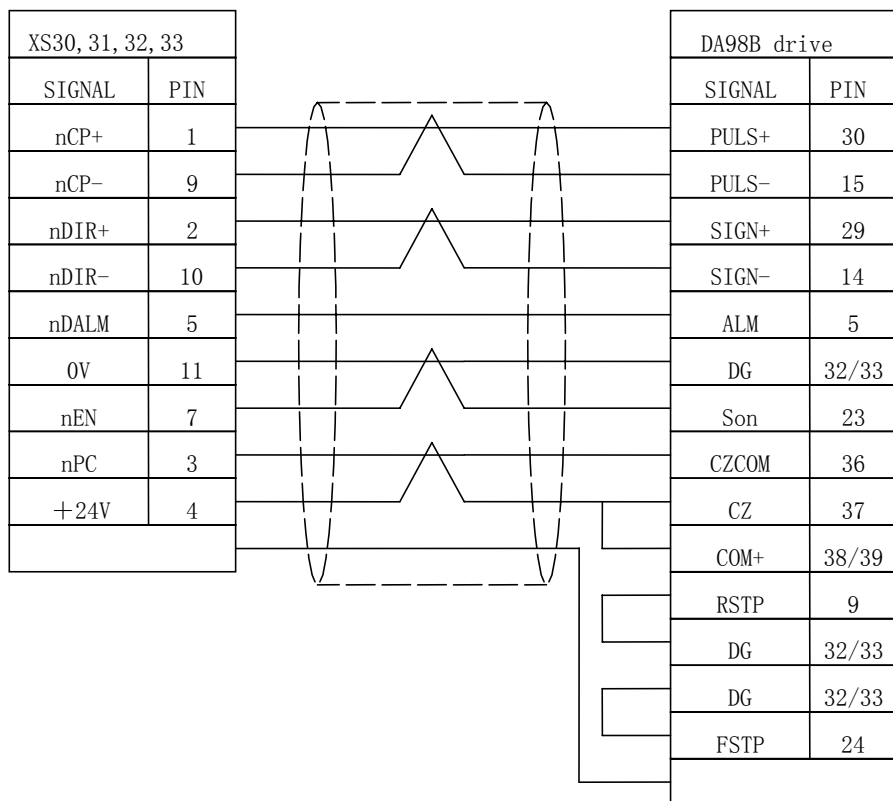 XS30,31,32,33
SIGNAL PIN
nCP+ 1
nCP- 9
nDIR+ 2
nDIR- 10
nDALM 5
0V 11
nEN 7
nPC 3
+24V 4
DA98B drive
SIGNAL PIN
PULS+ 30
PULS- 15
SIGN+ 29
SIGN- 14
ALM 5
DG 32/33
Son 23
CZCOM 36
CZ 37
COM+ 38/39
RSTP 9
DG 32/33
DG 32/33
FSTP 24